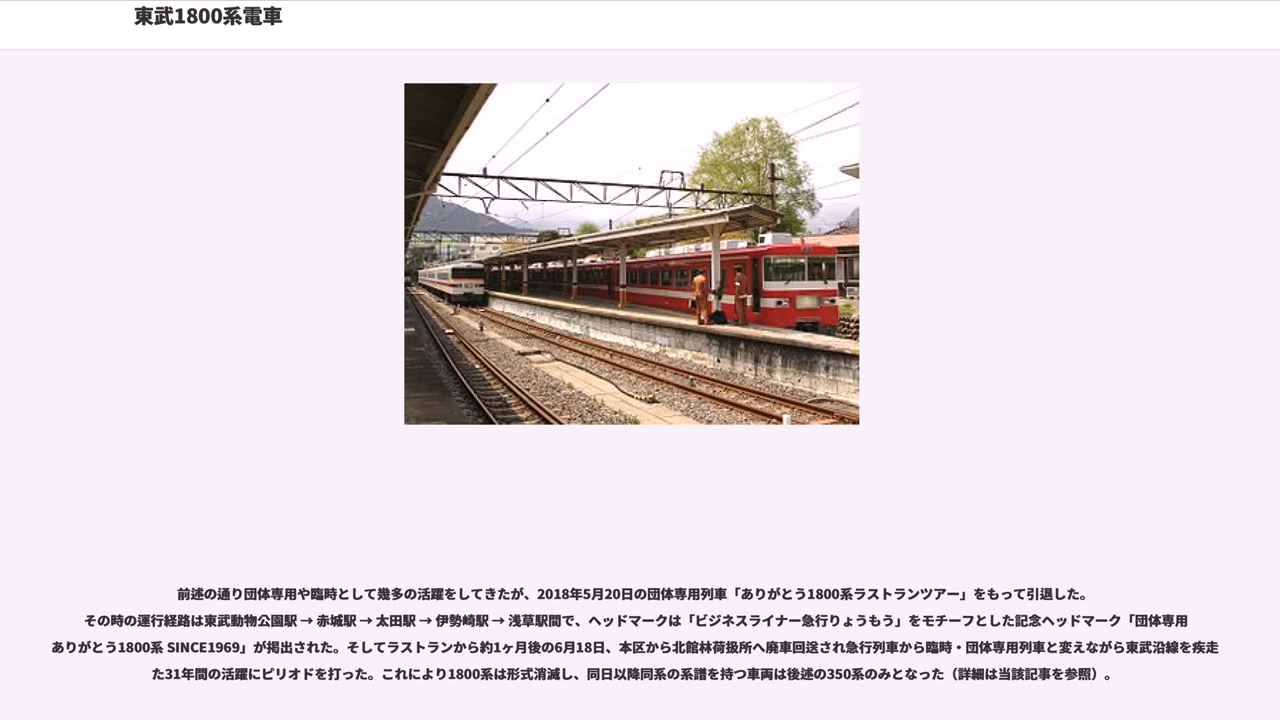 東武1800系電車
前述の通り団体専用や臨時として幾多の活躍をしてきたが、2018年5月20日の団体専用列車「ありがとう1800系ラストランツアー」をもって引退した。
その時の運行経路は東武動物公園駅 → 赤城駅 → 太田駅 → 伊勢崎駅 → 浅草駅間で、ヘッドマークは「ビジネスライナー急行りょうもう」をモチーフとした記念ヘッドマーク「団体専用
ありがとう1800系 SINCE1969」が掲出された。そしてラストランから約1ヶ月後の6月18日、本区から北館林荷扱所へ廃車回送され急行列車から臨時・団体専用列車と変えながら東武沿線を疾走
た31年間の活躍にピリオドを打った。これにより1800系は形式消滅し、同日以降同系の系譜を持つ車両は後述の350系のみとなった（詳細は当該記事を参照）。